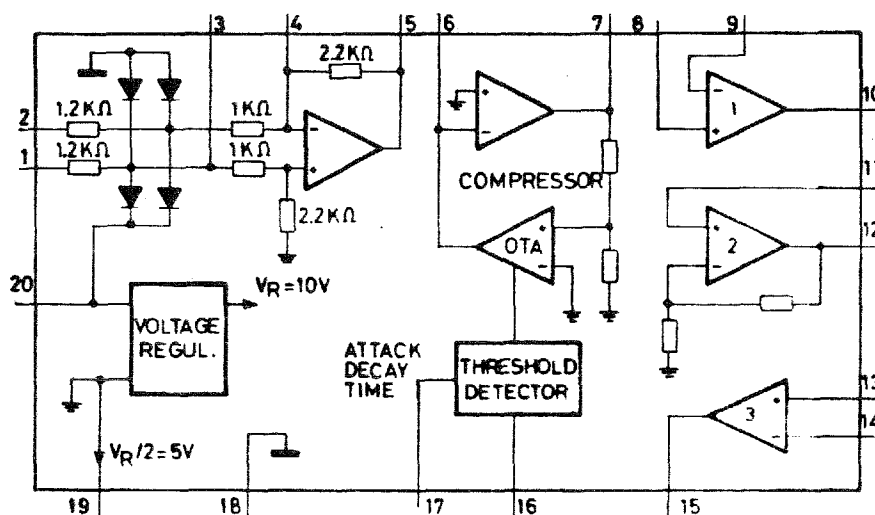 3 4 5 6 7 8 9
2.2KΩ
2 1.2KΩ 1KΩ
1 1.2KΩ 1KΩ
- +
+ -
- + 1 10
2.2KΩ
COMPRESSOR
OTA + -
11
+ - 2 12
20
VR=10V
VOLTAGE
REGUL.
ATTACK
DECAY
TIME
THRESHOLD
DETECTOR
3 + - 13
14
VR/2=5V
19 18 17 16 15